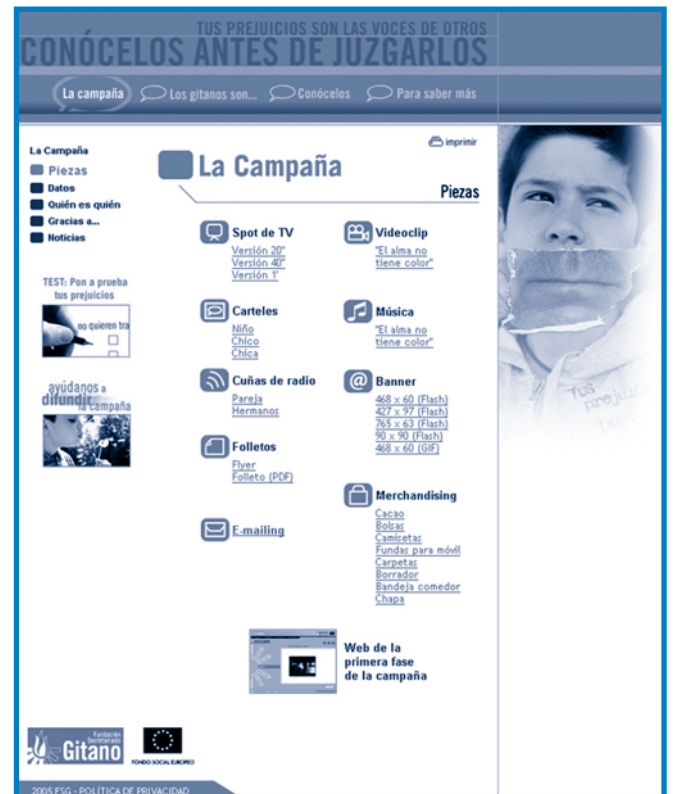 TUS PREJUICIOS SON LAS VOCES DE OTROS
CONÓCELOS ANTES DE JUZGARLOS
La campaña
Los gitanos son...
Conócelos
Para saber más
imprimir
La Campaña
Piezas
Datos
Quién es quién
Gracias a...
Noticias
TEST: Pon a prueba
tus prejuicios
no quieren tra
ayúdanos a
difundir
la campaña
La Campaña
Piezas
Spot de TV
Versión 20"
Versión 40"
Versión 1'
Carteles
Niño
Chico
Chica
Cuñas de radio
Pareja
Hermanos
Folletos
Flyer
Folleto (PDF)
E-mailing
Videoclip
"El alma no
tiene color"
Música
"El alma no
tiene color"
Banner
468 x 60 (Flash)
427 x 97 (Flash)
765 x 63 (Flash)
90 x 90 (Flash)
468 x 60 (GIF)
Merchandising
Cacao
Bolsas
Camisetas
Fundas para móvil
Carpetas
Borrador
Bandeja comedor
Chapa
Web de la
primera fase
de la campaña
Tus
prejuic
Fundación
Secretariado
Gitano
FONDO SOCIAL EUROPEO
2005 FSG - POLÍTICA DE PRIVACIDAD